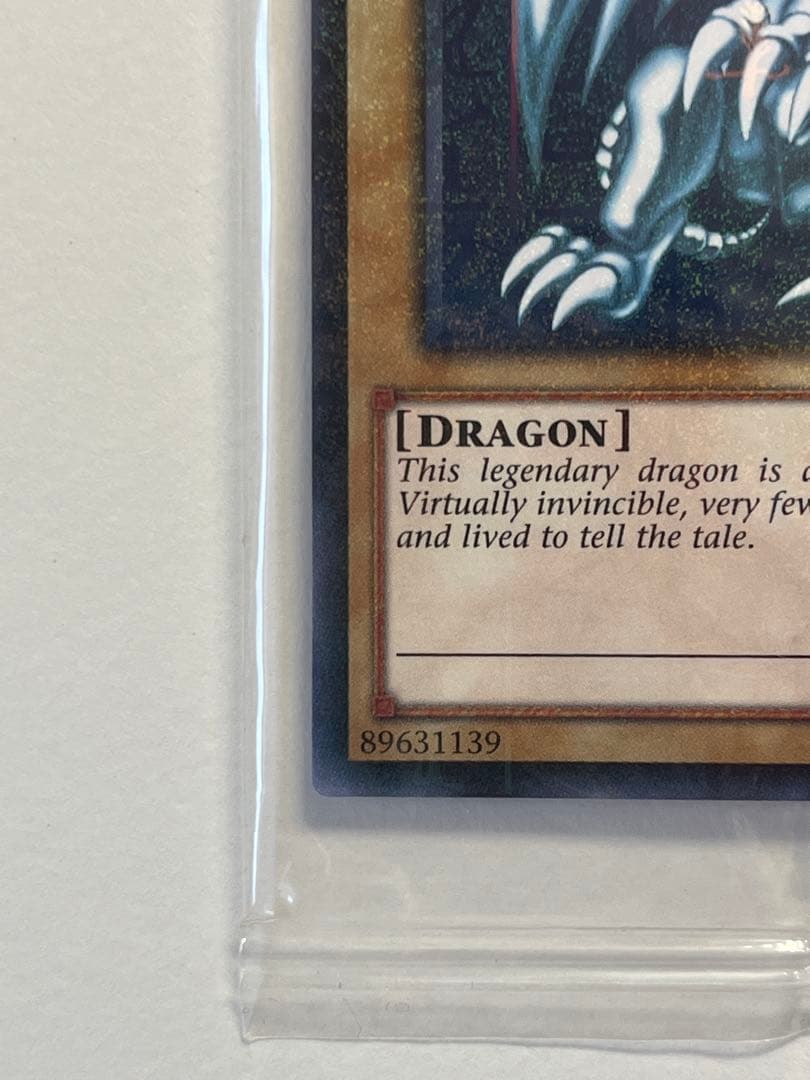 [DRAGON]
This legendary dragon is
Virtually invincible, very few
and lived to tell the tale.
89631139